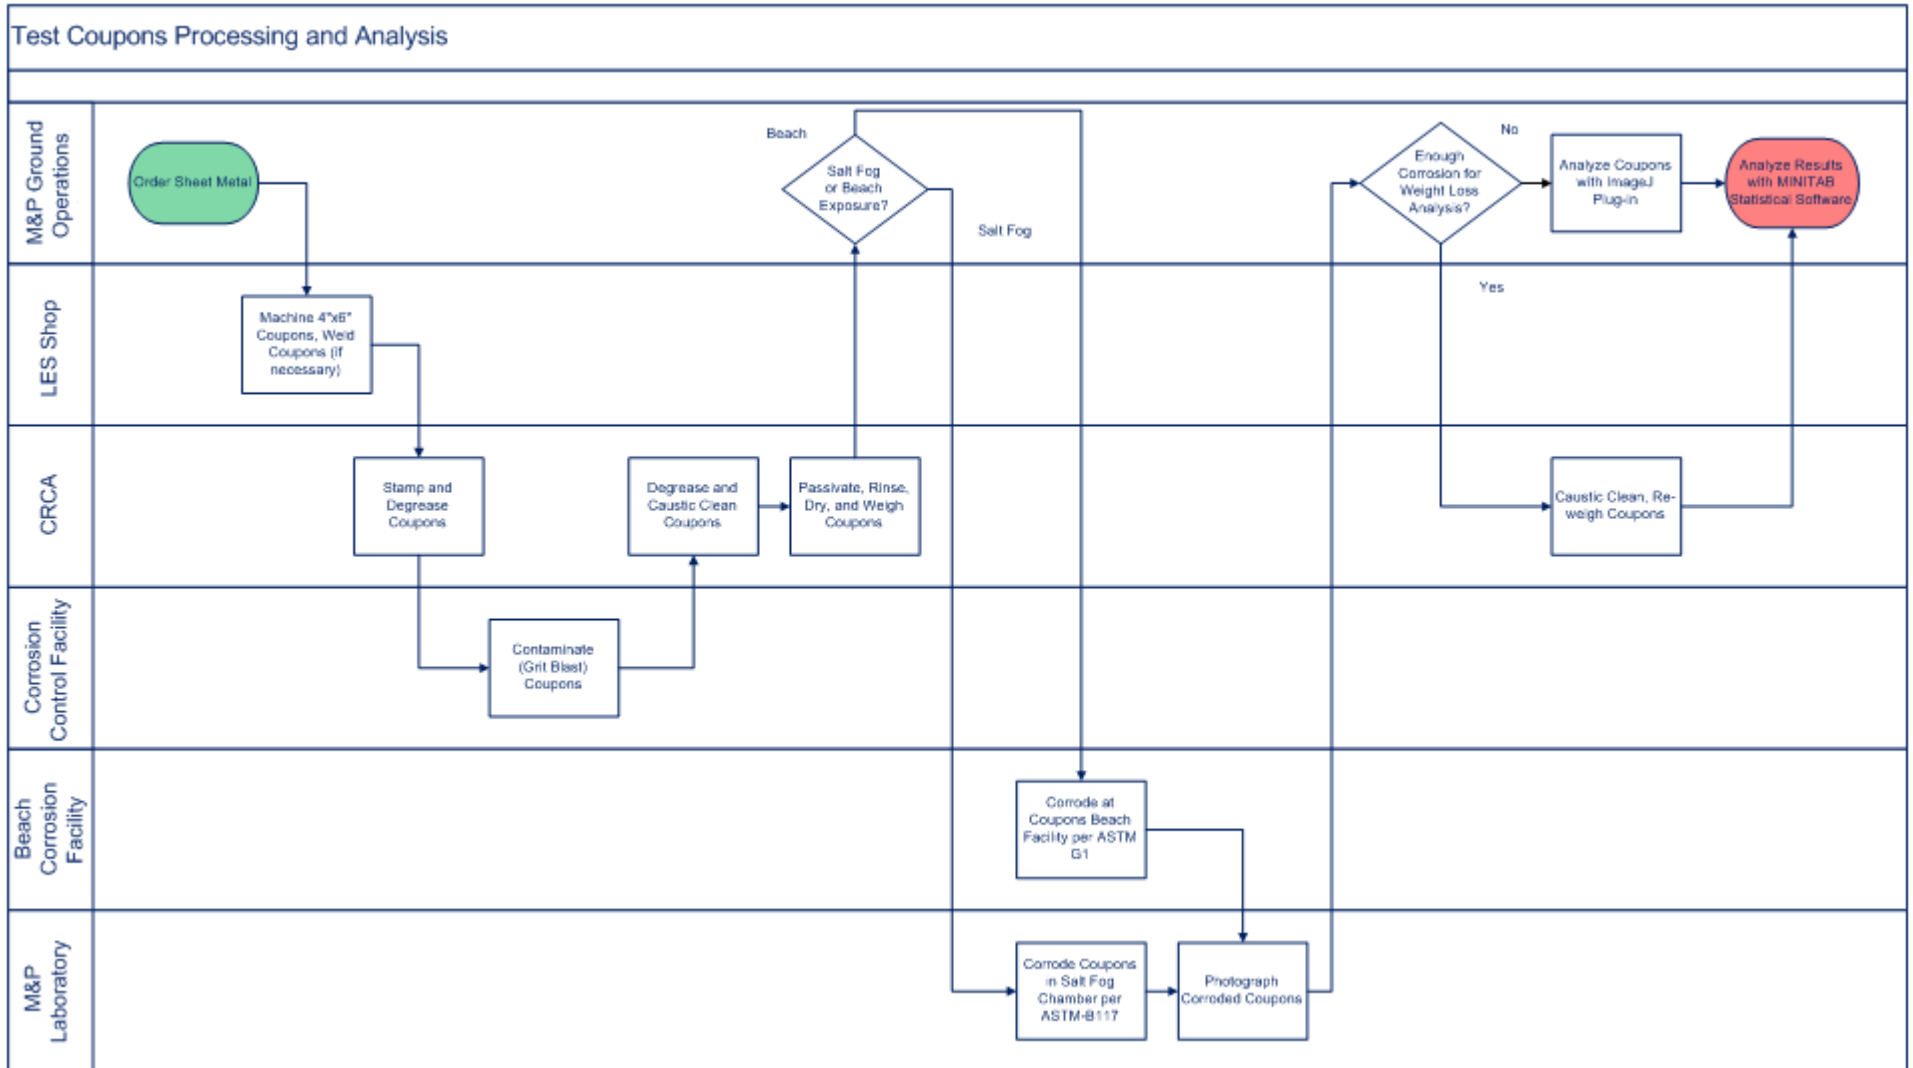 Test Coupons Processing and Analysis
M&P Ground
Operations
Order Sheet Metal
Beach
Salt Fog
or Beach
Exposure?
Salt Fog
Enough
Corrosion for
Weight Loss
Analysis?
No
Yes
Analyze Coupons
with ImageJ
Plug-in
Analyze Results
with MINITAB
Statistical Software
LES Shop
Machine 4"x6"
Coupons, Weld
Coupons (if
necessary)
CRCA
Stamp and
Degrease
Coupons
Degrease and
Caustic Clean
Coupons
Passivate, Rinse,
Dry, and Weigh
Coupons
Caustic Clean, Re-
weigh Coupons
Corrosion
Control Facility
Contaminate
(Grit Blast)
Coupons
Beach
Corrosion
Facility
Corrode at
Coupons Beach
Facility per ASTM
G1
M&P
Laboratory
Corrode Coupons
in Salt Fog
Chamber per
ASTM-B117
Photograph
Corroded Coupons